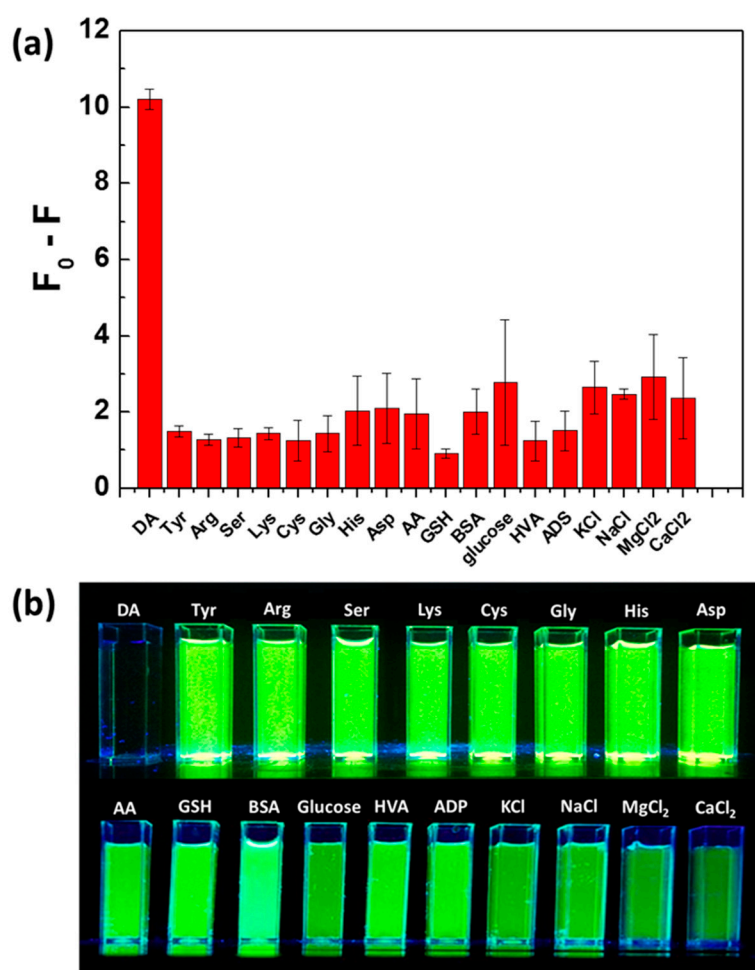 (a)
12
10
8
6
4
2
0
F₀ - F
DA Tyr Arg Ser Lys Cys Gly His Asp AA GSH BSA glucose HVA ADS KCl NaCl MgCl2 CaCl2
(b)
DA Tyr Arg Ser Lys Cys Gly His Asp
AA GSH BSA Glucose HVA ADP KCl NaCl MgCl₂ CaCl₂